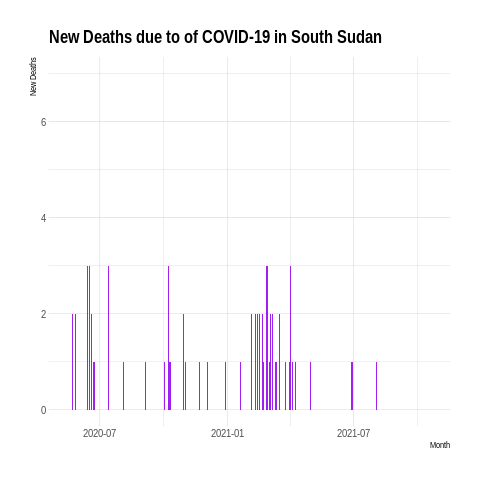 New Deaths due to of COVID-19 in South Sudan
New Deaths
6
4
2
0
2020-07
2021-01
2021-07
Month